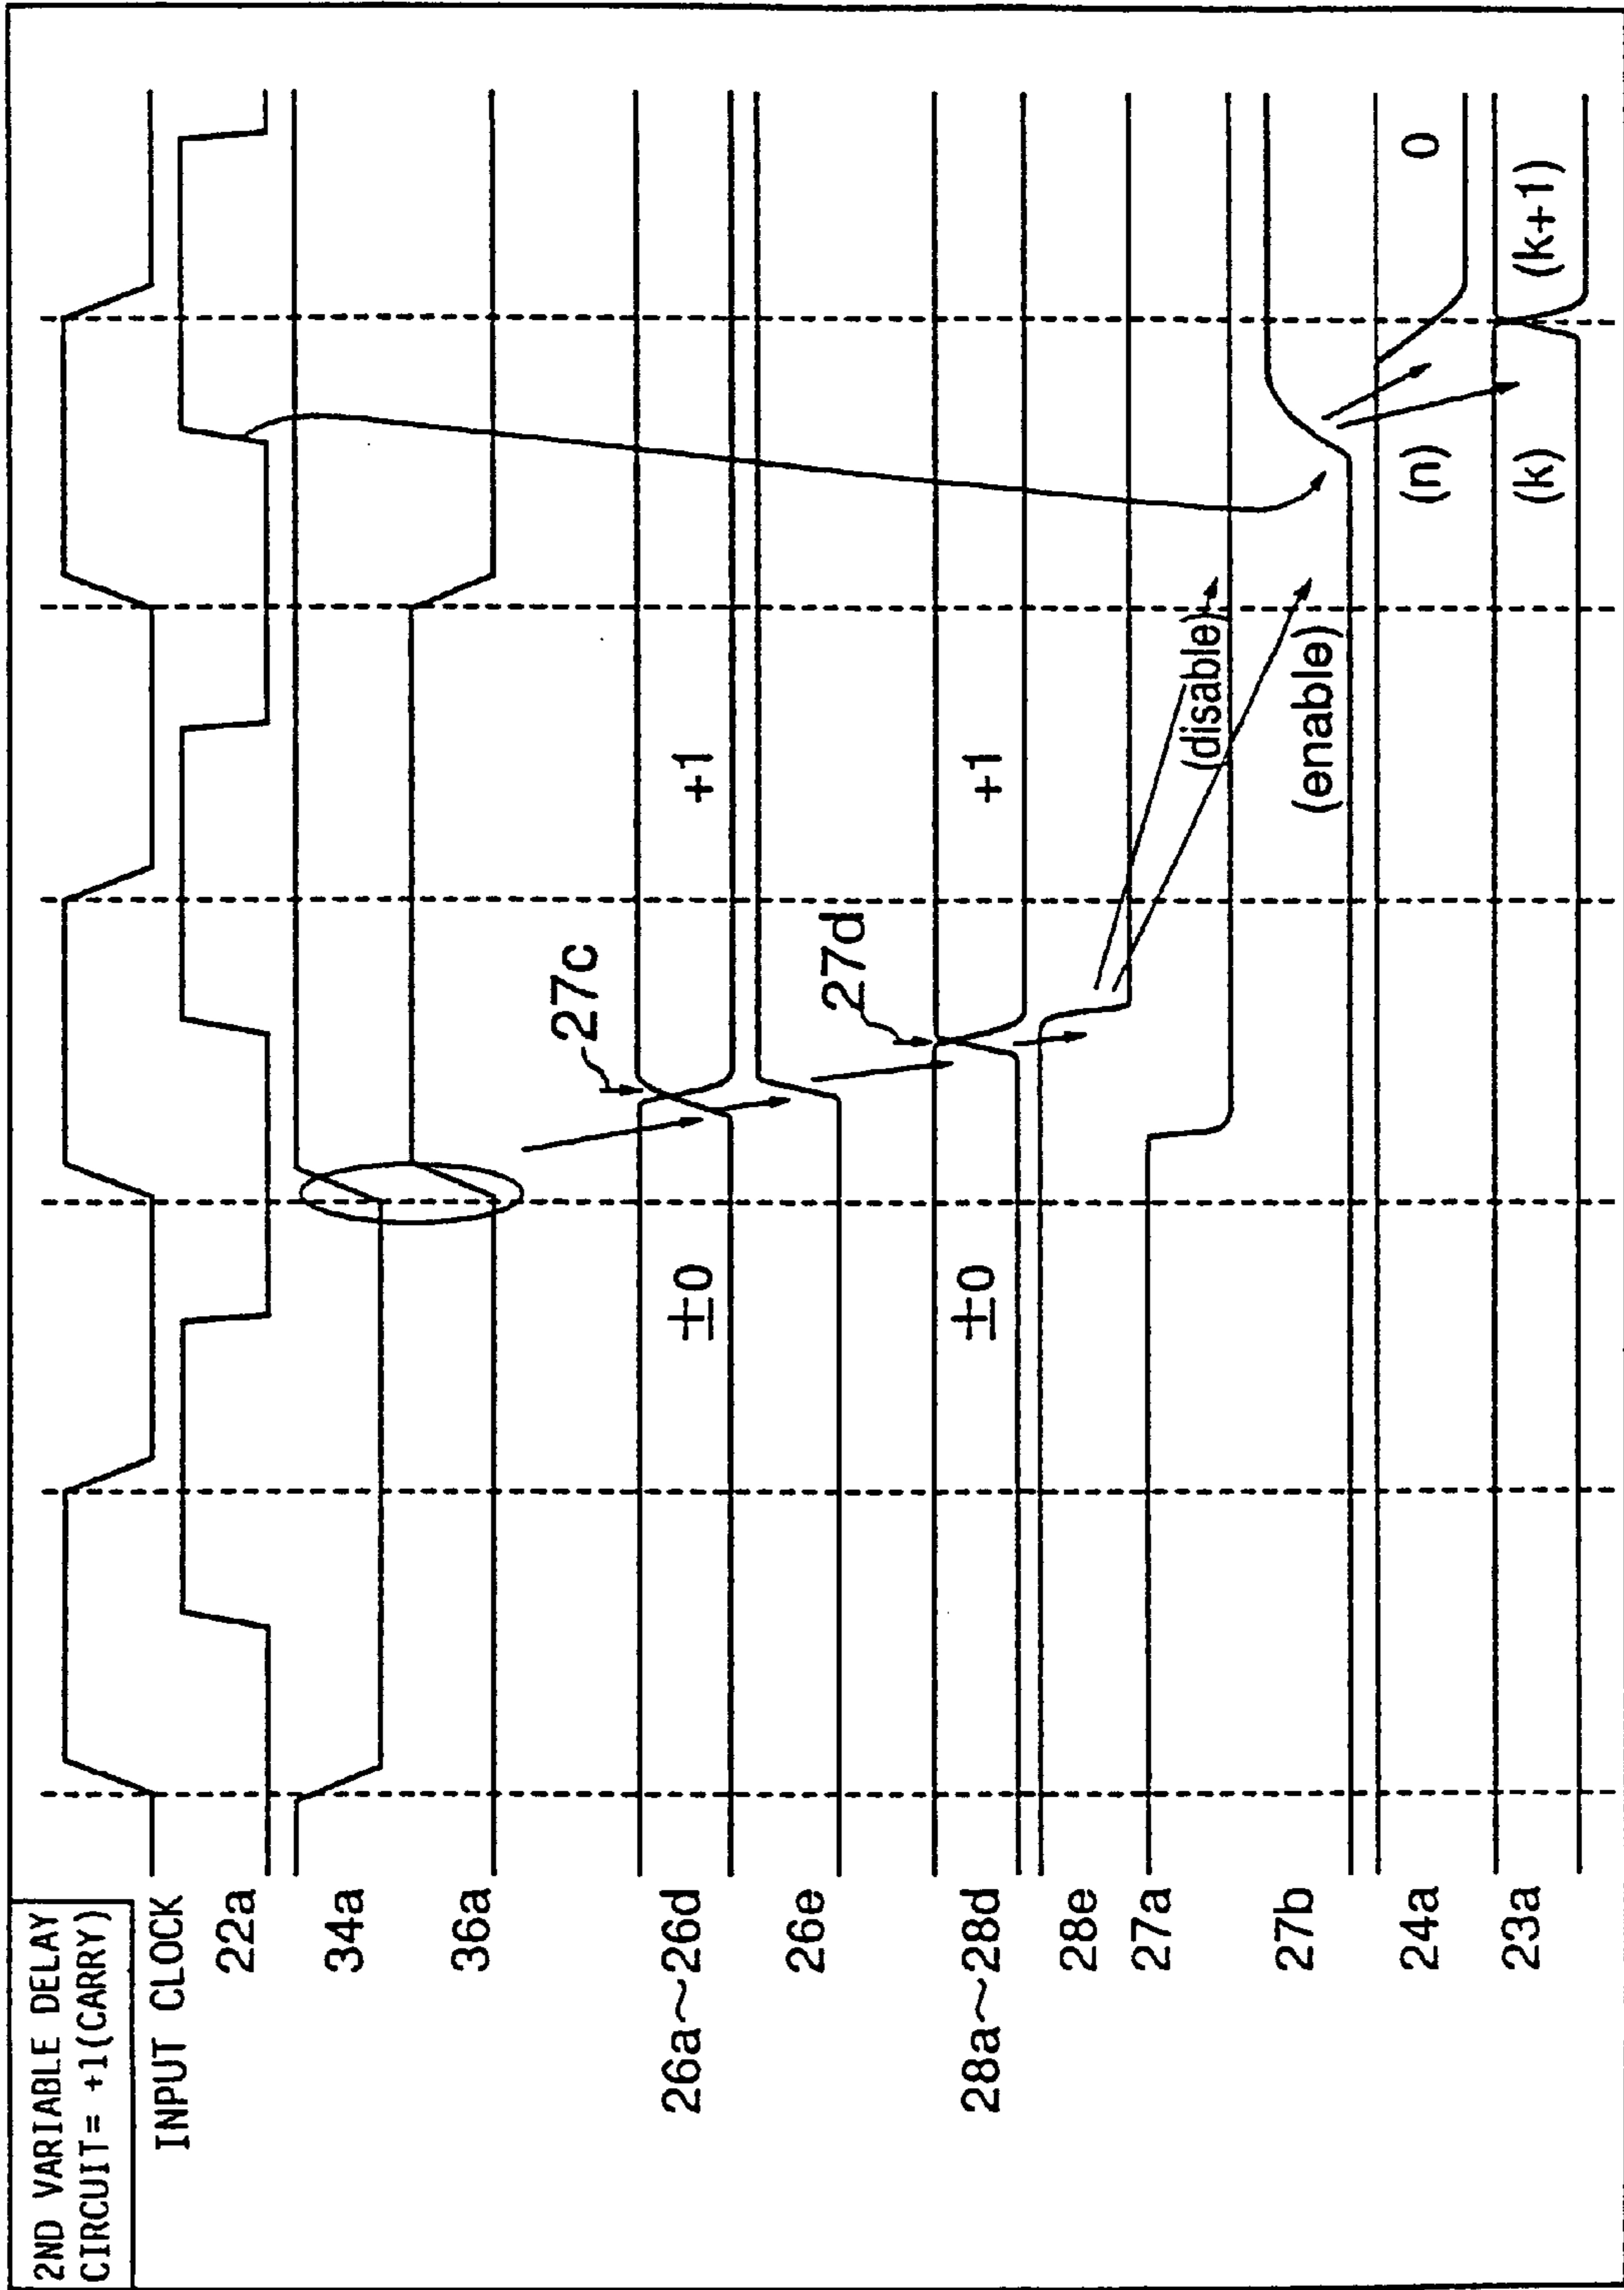 2ND VARIABLE DELAY
CIRCUIT= +1(CARRY)
INPUT CLOCK
22a
34a
36a
27c
26a~26d
±0
+1
26e
27d
28a~28d
±0
+1
28e
27a
(disable)
27b
(enable)
24a
(n)
0
23a
(k)
(k+1)